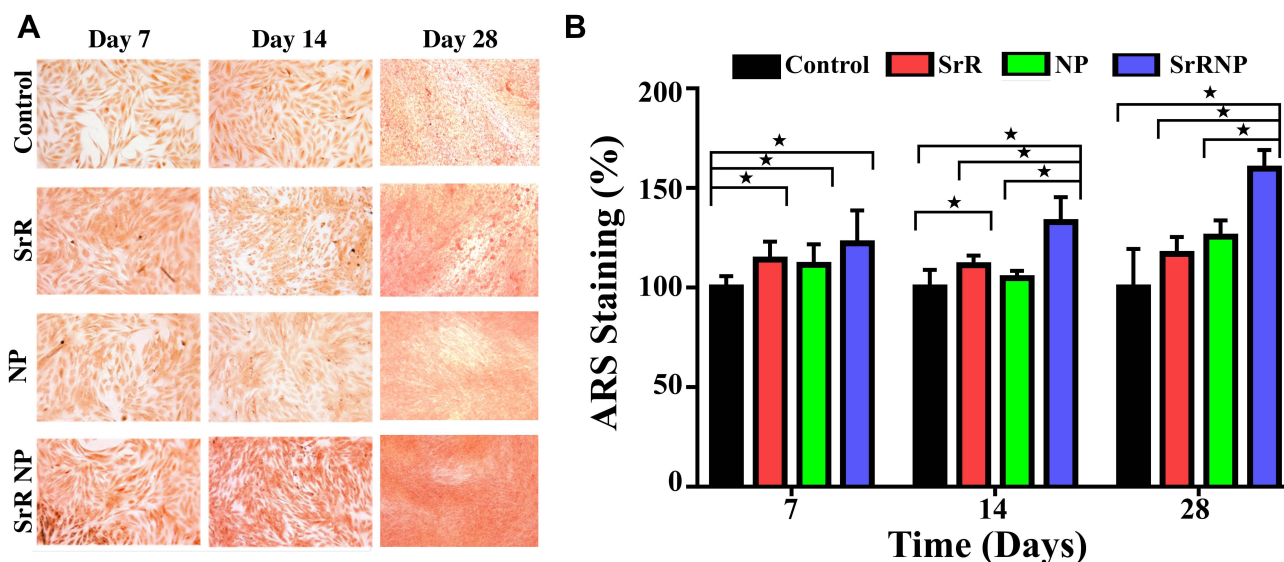 A
Day 7 Day 14 Day 28
Control
SrR
NP
SrR NP
B
Control SrR NP SrRNP
200
150
100
50
0
ARS Staining (%)
7 14 28
Time (Days)